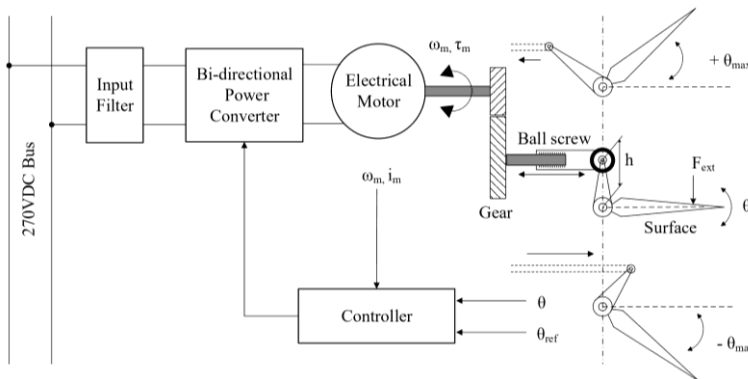 270VDC Bus
Input
Filter
Bi-directional
Power
Converter
Electrical
Motor
ωm, τm
+ θmax
Ball screw
h
Fext
θ
Surface
Gear
ωm, im
Controller
θ
θref
- θma